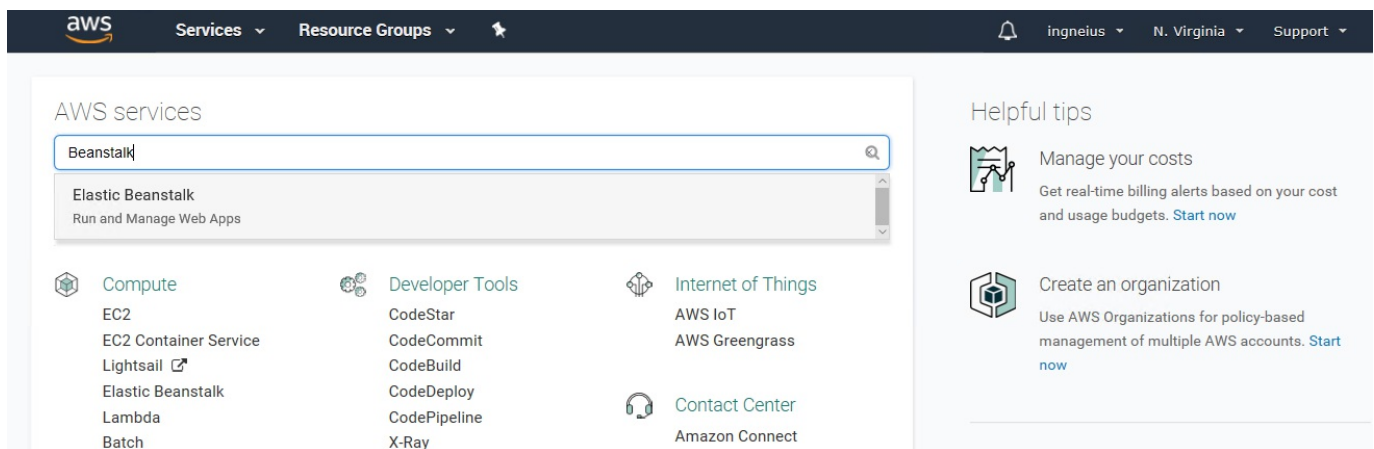 aws
Services
Resource Groups
ingneius
N. Virginia
Support
AWS services
Beanstalk
Elastic Beanstalk
Run and Manage Web Apps
Compute
EC2
EC2 Container Service
Lightsail
Elastic Beanstalk
Lambda
Batch
Developer Tools
CodeStar
CodeCommit
CodeBuild
CodeDeploy
CodePipeline
X-Ray
Internet of Things
AWS IoT
AWS Greengrass
Contact Center
Amazon Connect
Helpful tips
Manage your costs
Get real-time billing alerts based on your cost
and usage budgets. Start now
Create an organization
Use AWS Organizations for policy-based
management of multiple AWS accounts. Start
now